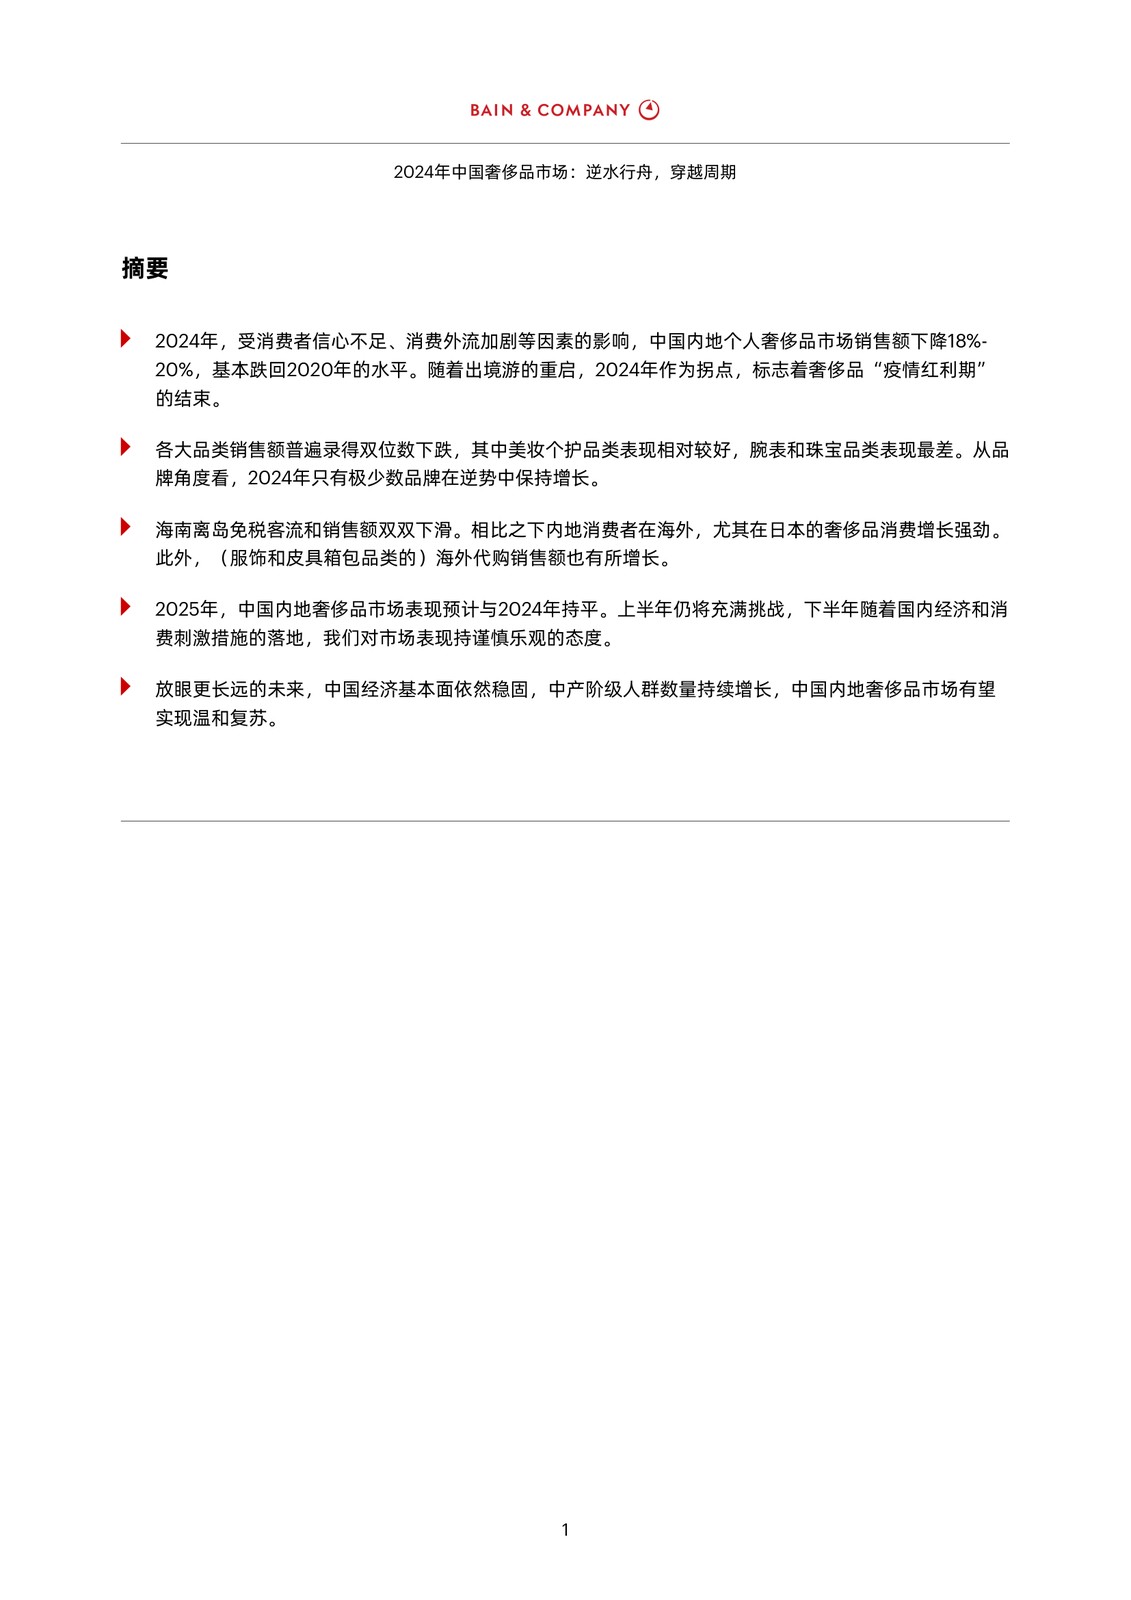 BAIN & COMPANY
2024年中国奢侈品市场：逆水行舟，穿越周期
摘要
2024年，受消费者信心不足、消费外流加剧等因素的影响，中国内地个人奢侈品市场销售额下降18%-
20%，基本跌回2020年的水平。随着出境游的重启，2024年作为拐点，标志着奢侈品“疫情红利期”
的结束。
各大品类销售额普遍录得双位数下跌，其中美妆个护品类表现相对较好，腕表和珠宝品类表现最差。从品
牌角度看，2024年只有极少数品牌在逆势中保持增长。
海南离岛免税客流和销售额双双下滑。相比之下内地消费者在海外，尤其在日本的奢侈品消费增长强劲。
此外，（服饰和皮具箱包品类的）海外代购销售额也有所增长。
2025年，中国内地奢侈品市场表现预计与2024年持平。上半年仍将充满挑战，下半年随着国内经济和消
费刺激措施的落地，我们对市场表现持谨慎乐观的态度。
放眼更长远的未来，中国经济基本面依然稳固，中产阶级人群数量持续增长，中国内地奢侈品市场有望
实现温和复苏。
1